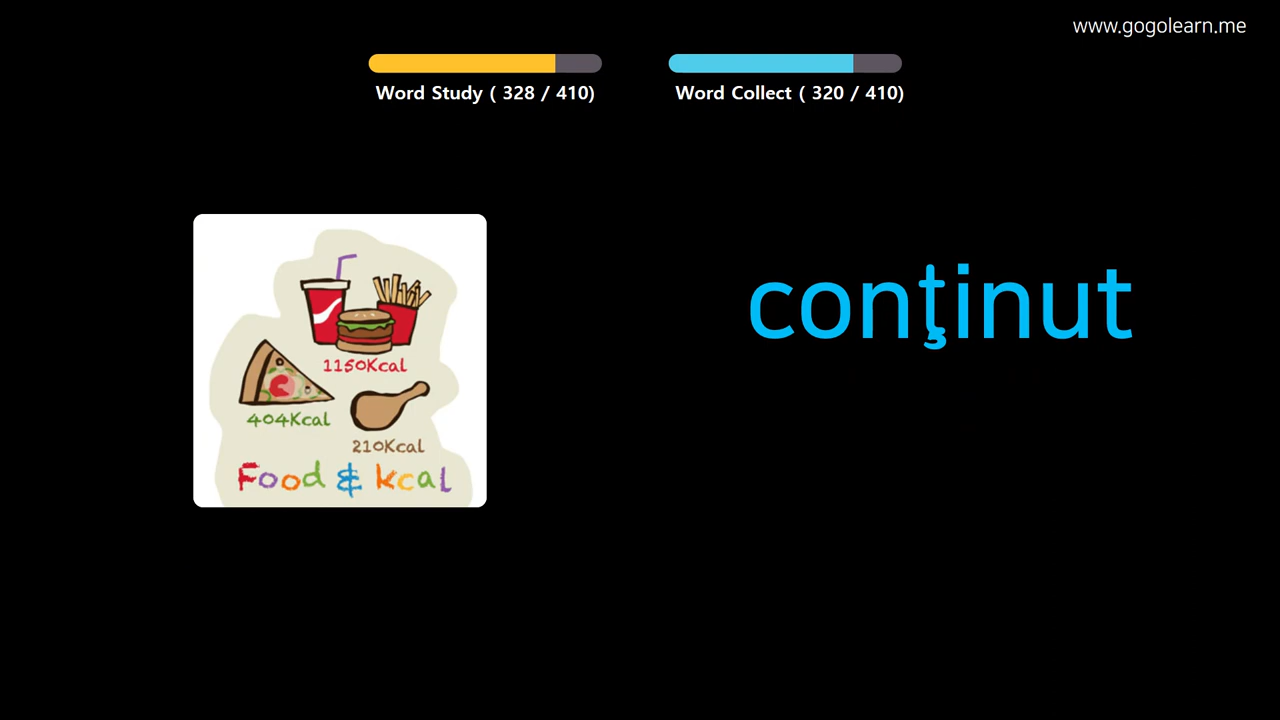 www.gogolearn.me
Word Study ( 328 / 410)
Word Collect ( 320 / 410)
conţinut
1150Kcal
404Kcal
210Kcal
Food & kcal